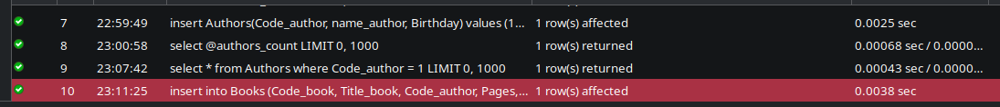 7 22:59:49 insert Authors(Code_author, name_author, Birthday) values (1... 1 row(s) affected 0.0025 sec
8 23:00:58 select @authors_count LIMIT 0, 1000 1 row(s) returned 0.00068 sec / 0.0000...
9 23:07:42 select * from Authors where Code_author = 1 LIMIT 0, 1000 1 row(s) returned 0.00043 sec / 0.0000...
10 23:11:25 insert into Books (Code_book, Title_book, Code_author, Pages,... 1 row(s) affected 0.0038 sec